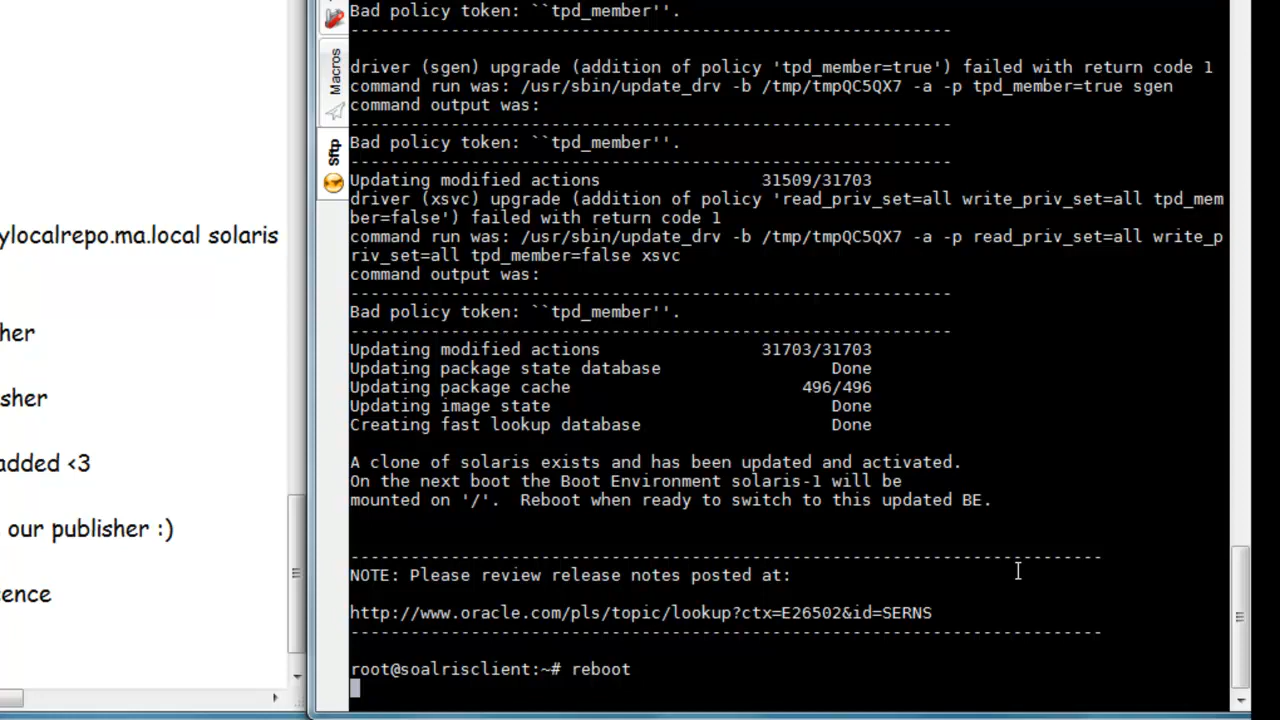 ylocalrepo.ma.local solaris
her
sher
added <3
our publisher :)
ence
Macros
Sftp
Bad policy token: ``tpd_member''.
------------------------------------------------------------
driver (sgen) upgrade (addition of policy 'tpd_member=true') failed with return code 1
command run was: /usr/sbin/update_drv -b /tmp/tmpQC5QX7 -a -p tpd_member=true sgen
command output was:
------------------------------------------------------------
Bad policy token: ``tpd_member''.
------------------------------------------------------------
Updating modified actions 31509/31703
driver (xsvc) upgrade (addition of policy 'read_priv_set=all write_priv_set=all tpd_mem
ber=false') failed with return code 1
command run was: /usr/sbin/update_drv -b /tmp/tmpQC5QX7 -a -p read_priv_set=all write_p
riv_set=all tpd_member=false xsvc
command output was:
------------------------------------------------------------
Bad policy token: ``tpd_member''.
------------------------------------------------------------
Updating modified actions 31703/31703
Updating package state database Done
Updating package cache 496/496
Updating image state Done
Creating fast lookup database Done
A clone of solaris exists and has been updated and activated.
On the next boot the Boot Environment solaris-1 will be
mounted on '/'.  Reboot when ready to switch to this updated BE.
---------------------------------------------------------------------------
NOTE: Please review release notes posted at:
http://www.oracle.com/pls/topic/lookup?ctx=E26502&id=SERNS
---------------------------------------------------------------------------
root@soalrisclient:~# reboot